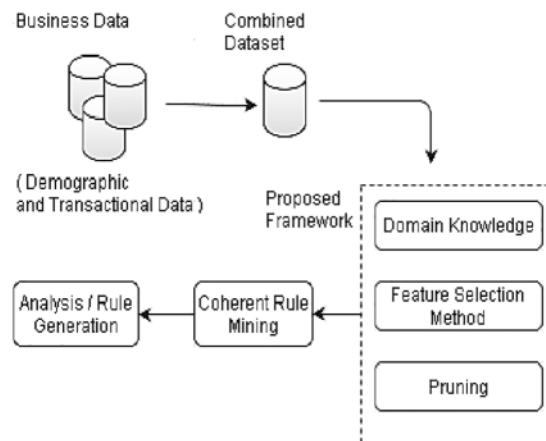 Business Data
Combined
Dataset
( Demographic
and Transactional Data )
Proposed
Framework
Domain Knowledge
Feature Selection
Method
Pruning
Coherent Rule
Mining
Analysis / Rule
Generation